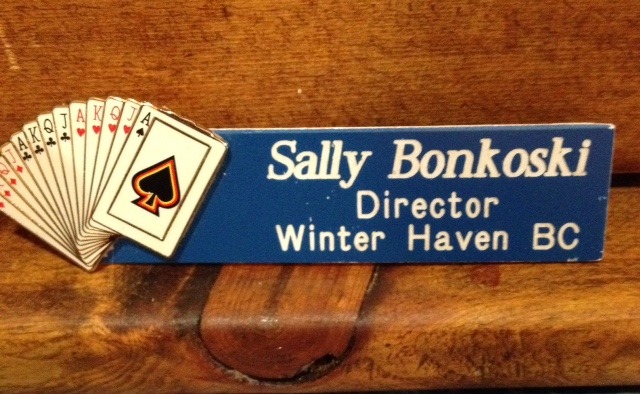 Q J A K Q J A K Q J A
Sally Bonkoski
Director
Winter Haven BC